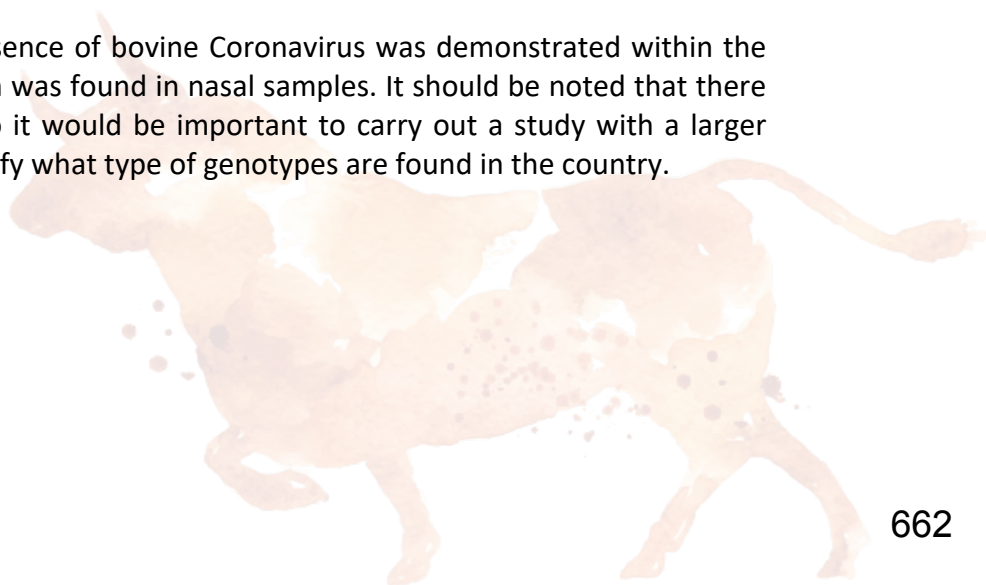 sence of bovine Coronavirus was demonstrated within the
was found in nasal samples. It should be noted that there
it would be important to carry out a study with a larger
fy what type of genotypes are found in the country.
662